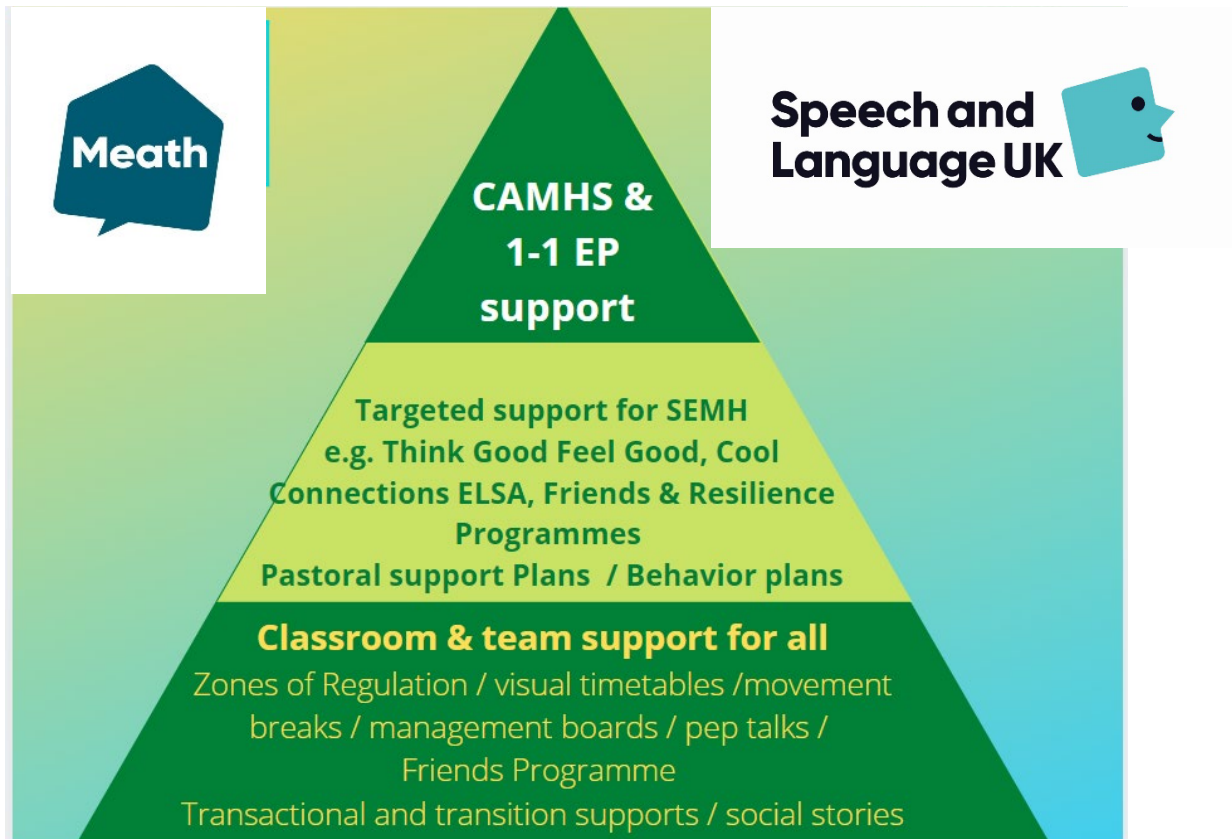 Meath
Speech and
Language UK
CAMHS &
1-1 EP
support
Targeted support for SEMH
e.g. Think Good Feel Good, Cool
Connections ELSA, Friends & Resilience
Programmes
Pastoral support Plans / Behavior plans
Classroom & team support for all
Zones of Regulation / visual timetables /movement
breaks / management boards / pep talks /
Friends Programme
Transactional and transition supports / social stories